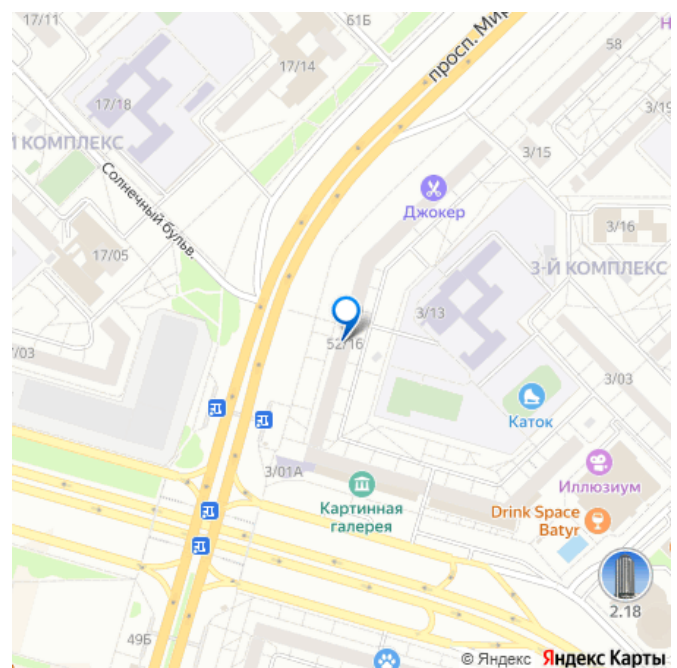 17/11
61Б
17/14
просп. Мир
58
Н
17/18
3/19
Й КОМПЛЕКС
3/15
Солнечный бульв.
Джокер
3/16
17/05
3-Й КОМПЛЕКС
3/13
52/16
7/03
3/03
Каток
Иллюзиум
3/01А
Картинная
галерея
Drink Space
Batyr
2.18
49Б
© Яндекс Яндекс Карты